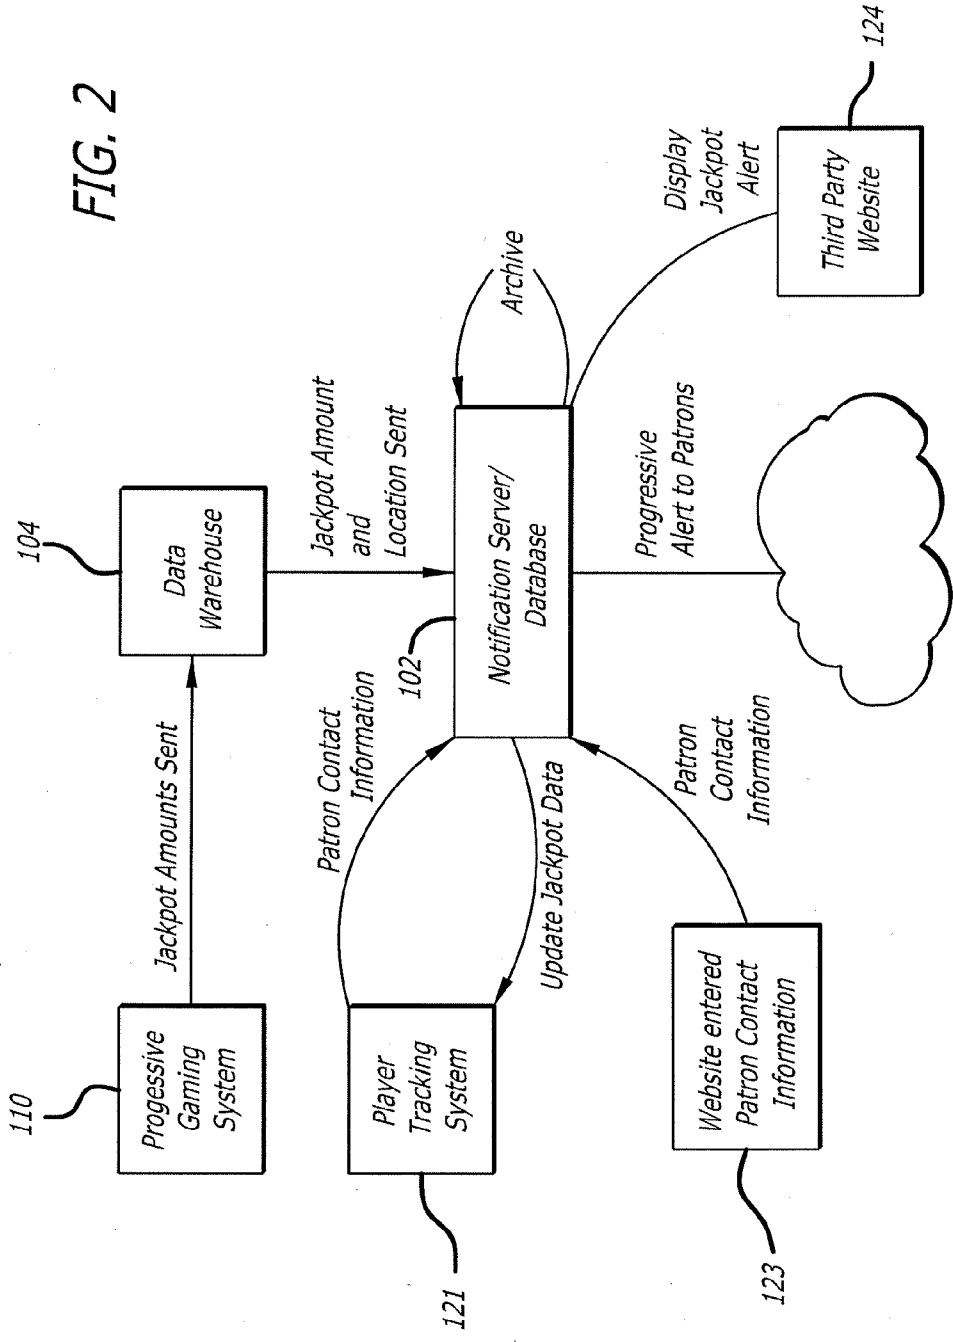 FIG. 2
110
Progessive
Gaming
System
Jackpot Amounts Sent
104
Data
Warehouse
Jackpot Amount
and
Location Sent
121
Player
Tracking
System
Patron Contact
Information
Update Jackpot Data
102
Notification Server/
Database
Archive
123
Website entered
Patron Contact
Information
Patron
Contact
Information
Progressive
Alert to Patrons
Display
Jackpot
Alert
Third Party
Website
124